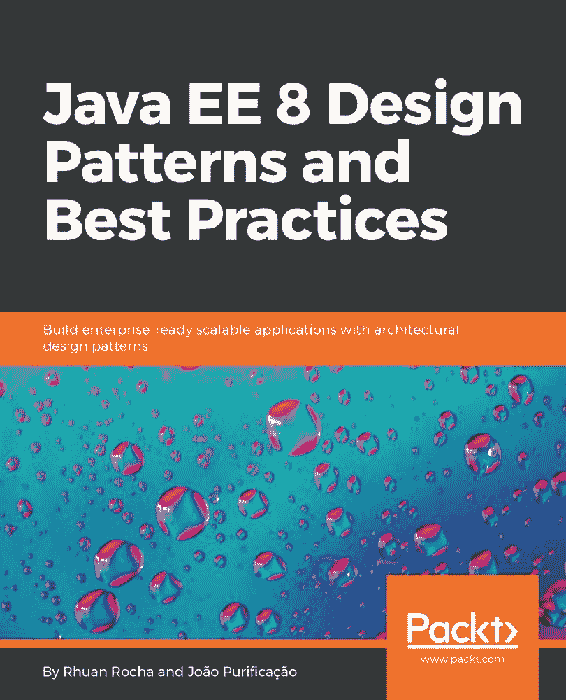 Java EE 8 Design
Patterns and
Best Practices
Build enterprise-ready scalable applications with architectural
design patterns
Packt>
www.packt.com
By Rhuan Rocha and João Purificação